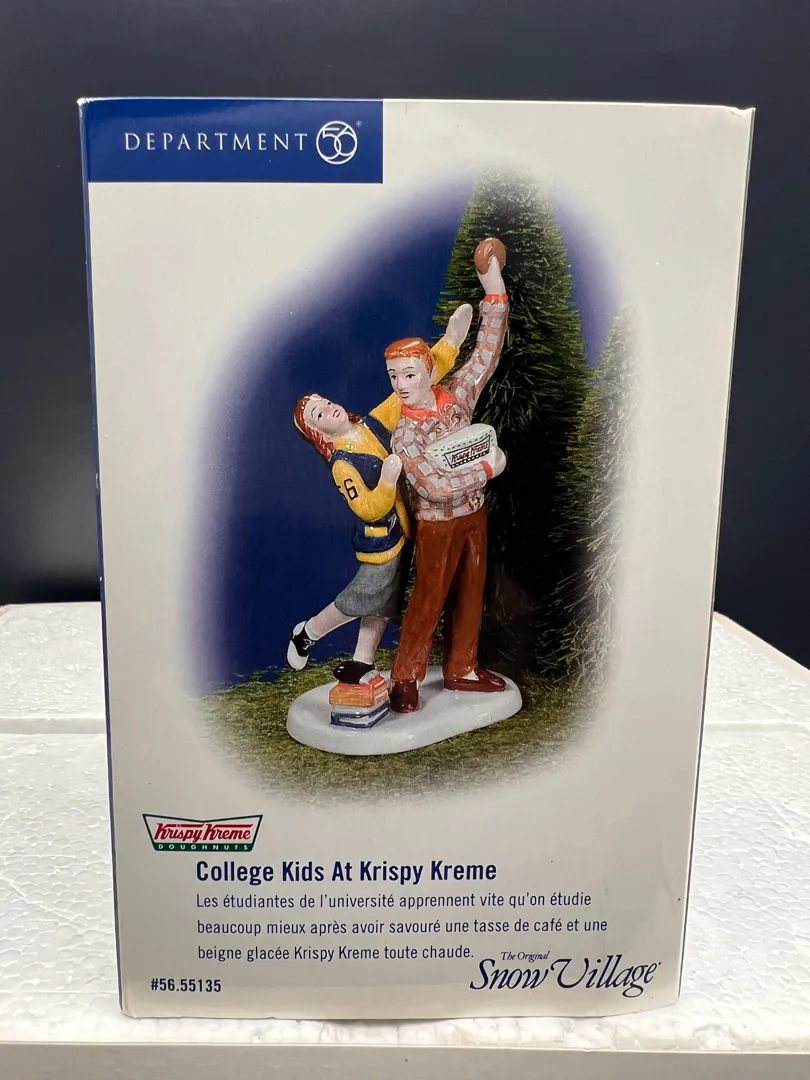 DEPARTMENT 56®
6
Krispy Kreme
Krispy Kreme
DOUGHNUTS
College Kids At Krispy Kreme
Les étudiantes de l'université apprennent vite qu'on étudie
beaucoup mieux après avoir savouré une tasse de café et une
beigne glacée Krispy Kreme toute chaude.
The Original
Snow Village®
#56.55135